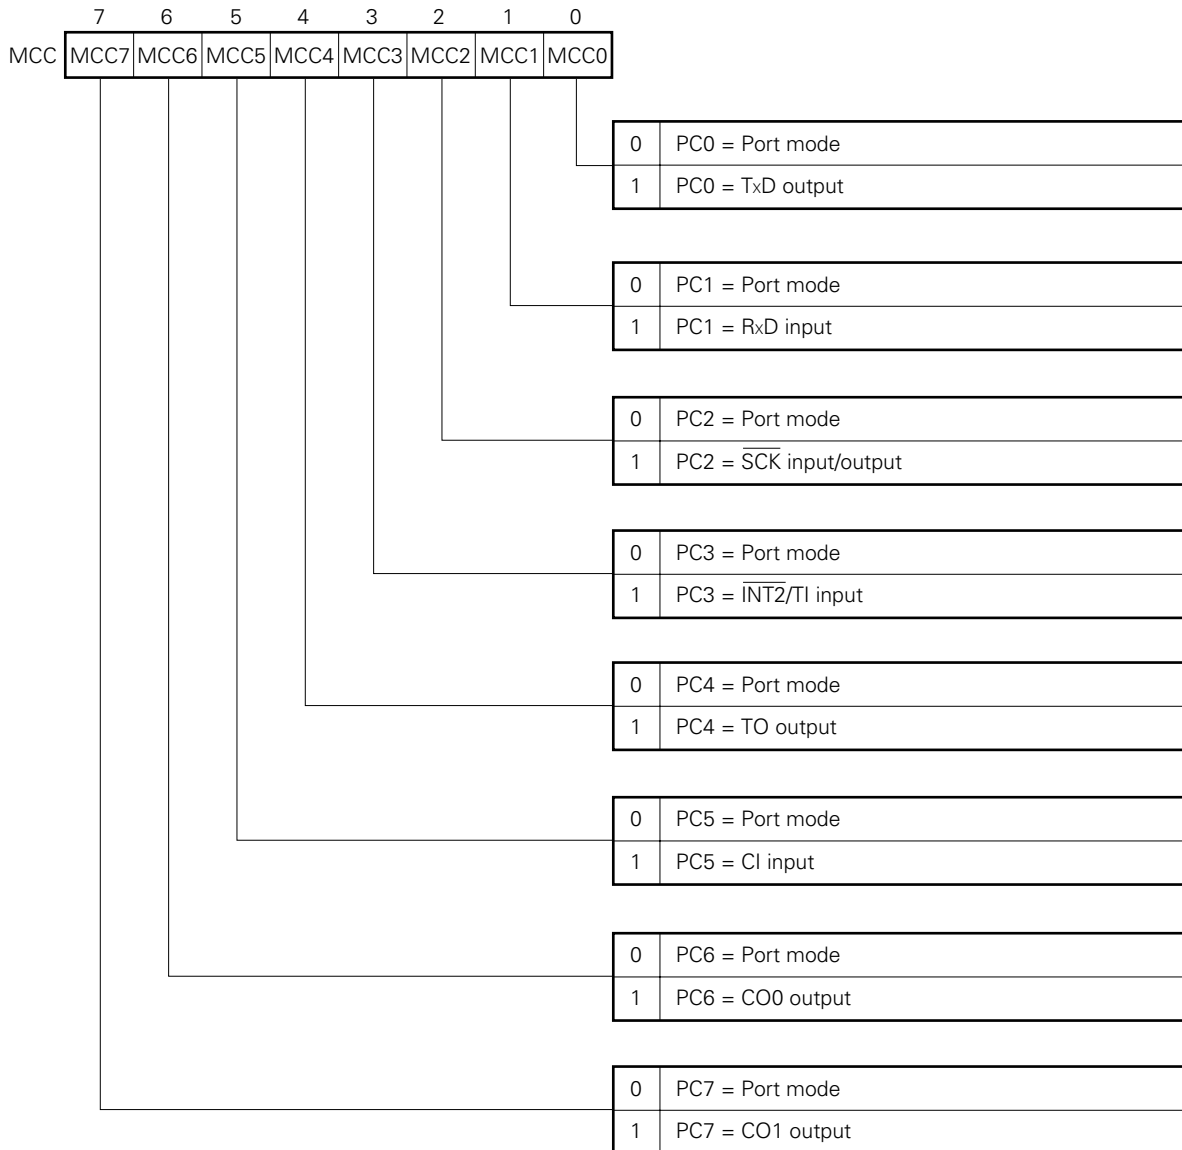 7 6 5 4 3 2 1 0
MCC MCC7 MCC6 MCC5 MCC4 MCC3 MCC2 MCC1 MCC0
0 PC0 = Port mode
1 PC0 = TxD output
0 PC1 = Port mode
1 PC1 = RxD input
0 PC2 = Port mode
1 PC2 = S̅C̅K̅ input/output
0 PC3 = Port mode
1 PC3 = I̅N̅T̅2̅/TI input
0 PC4 = Port mode
1 PC4 = TO output
0 PC5 = Port mode
1 PC5 = CI input
0 PC6 = Port mode
1 PC6 = CO0 output
0 PC7 = Port mode
1 PC7 = CO1 output